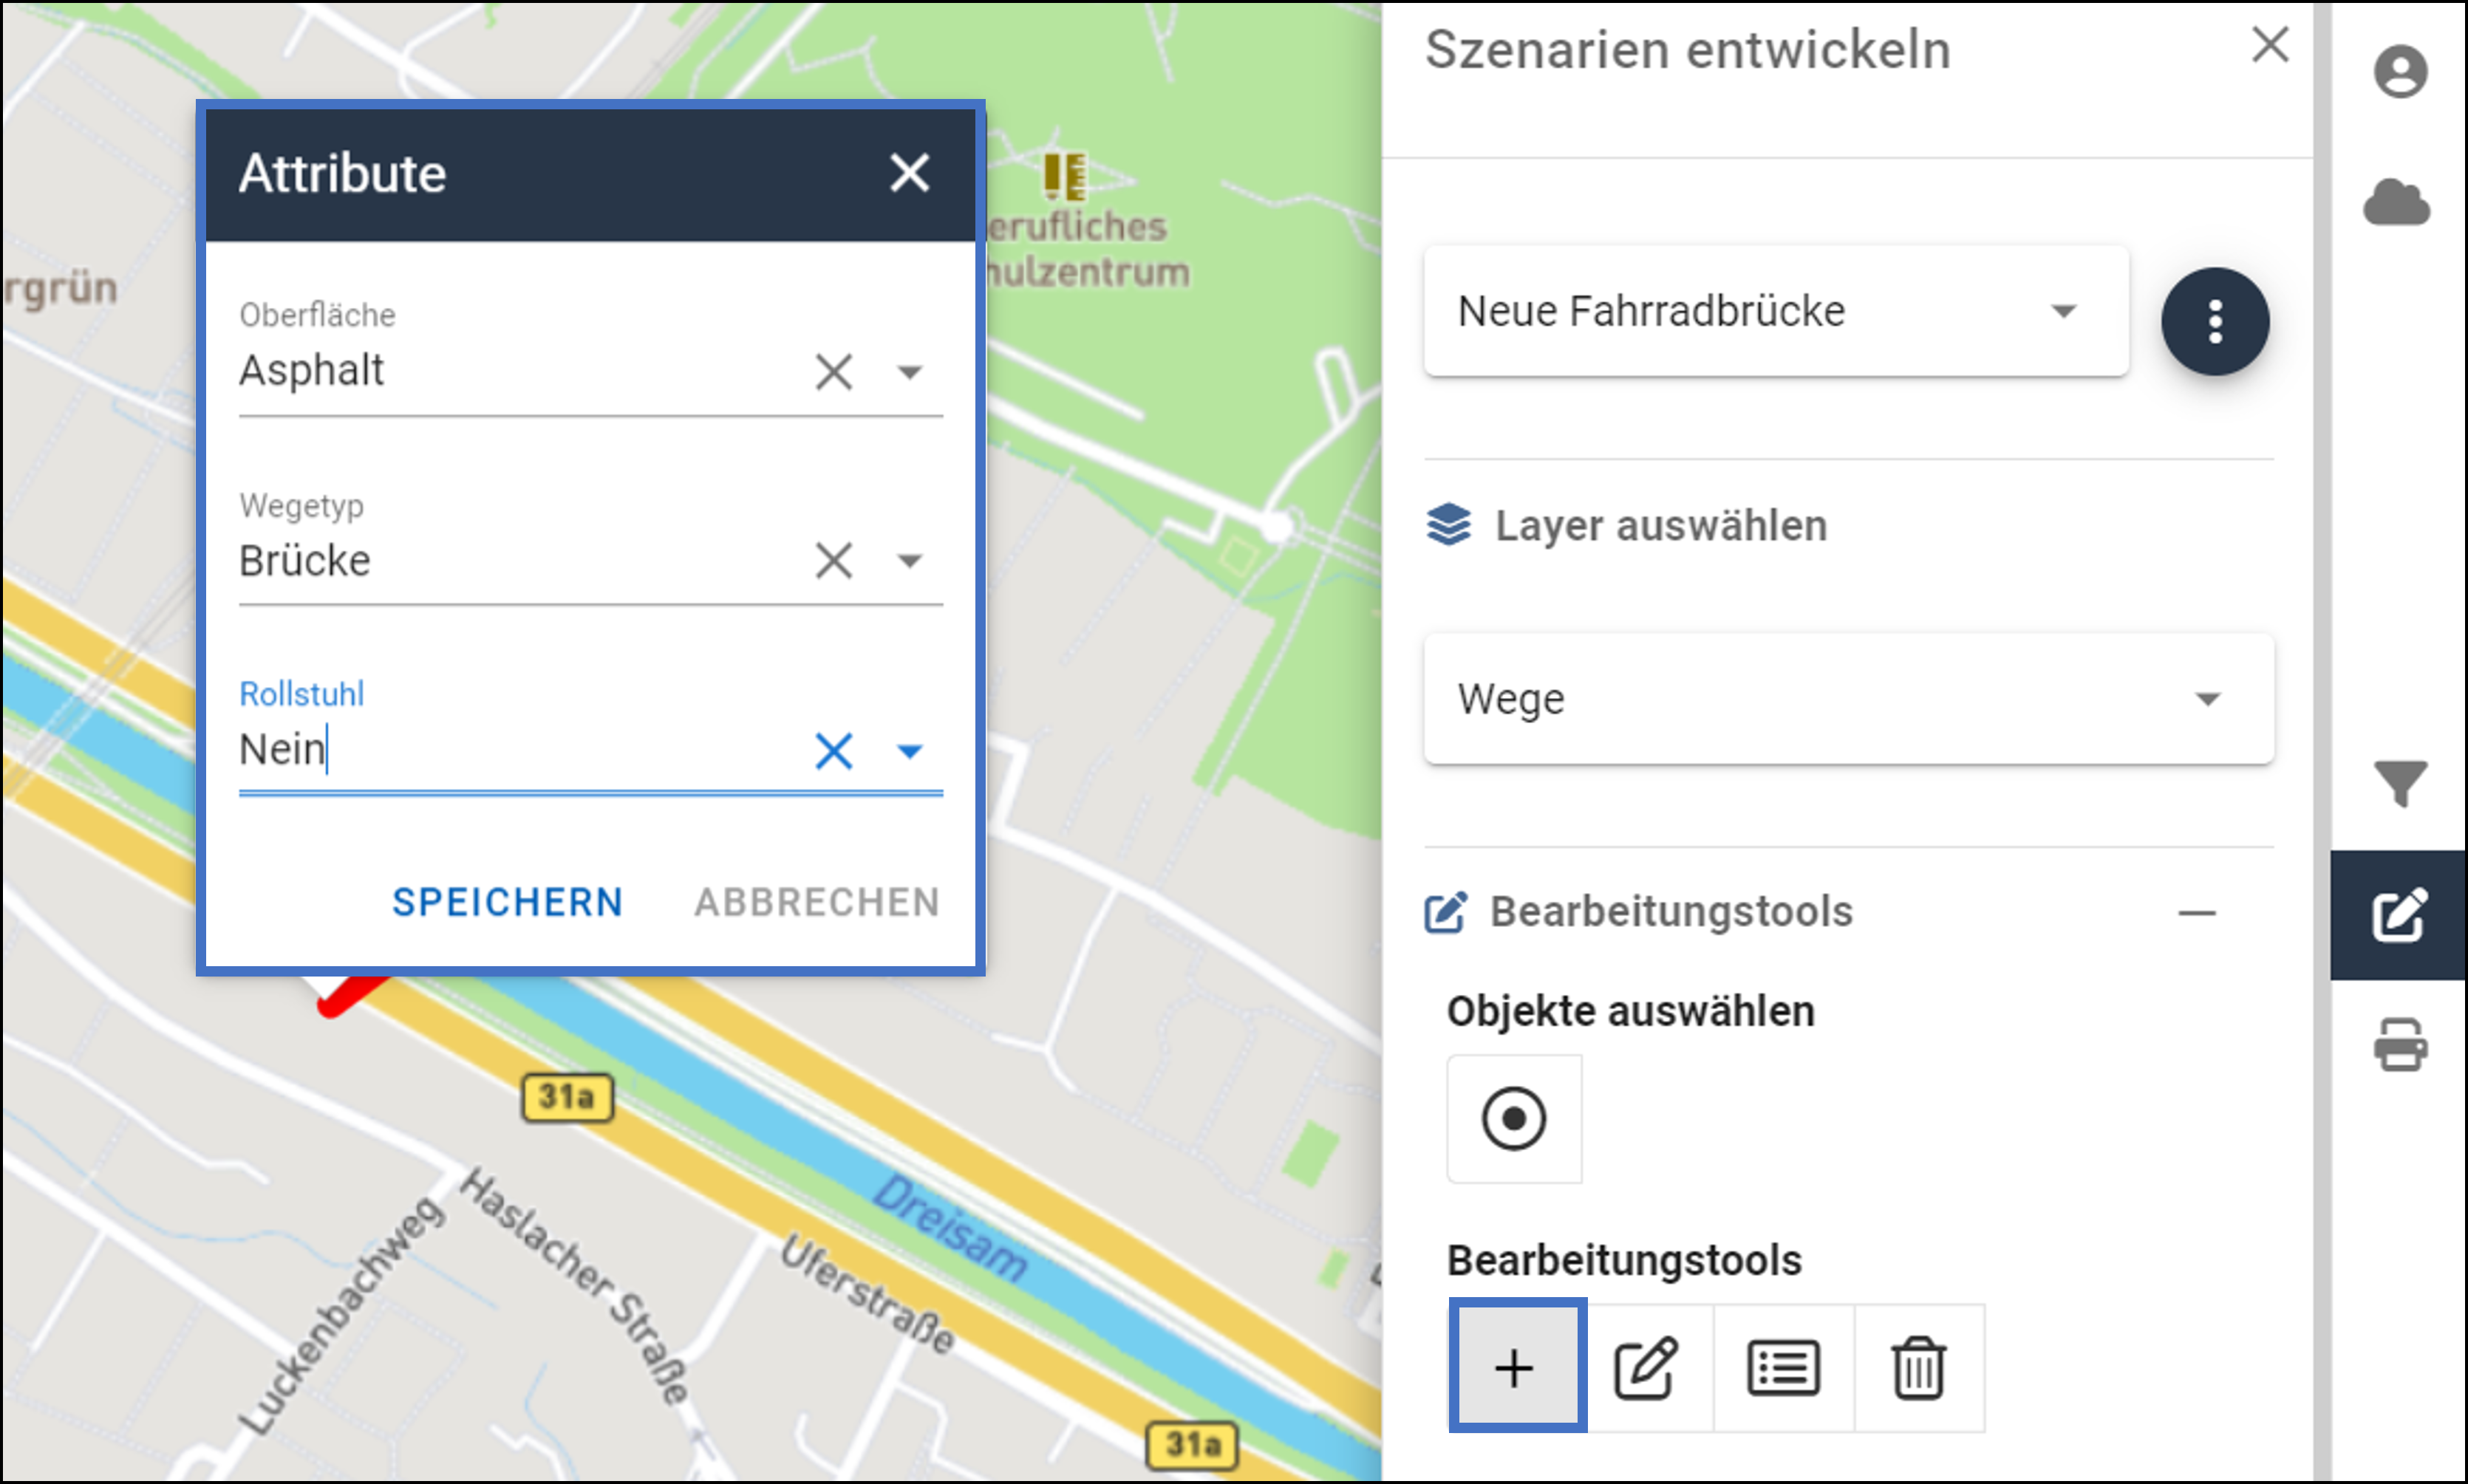 Attribute
Oberfläche
Asphalt
Wegetyp
Brücke
Rollstuhl
Nein
SPEICHERN
ABBRECHEN
rgrün
erufliches
hulzentrum
31a
Dreisam
Haslacher Straße
Luckenbachweg
Uferstraße
31a
Szenarien entwickeln
Neue Fahrradbrücke
Layer auswählen
Wege
Bearbeitungstools
Objekte auswählen
Bearbeitungstools